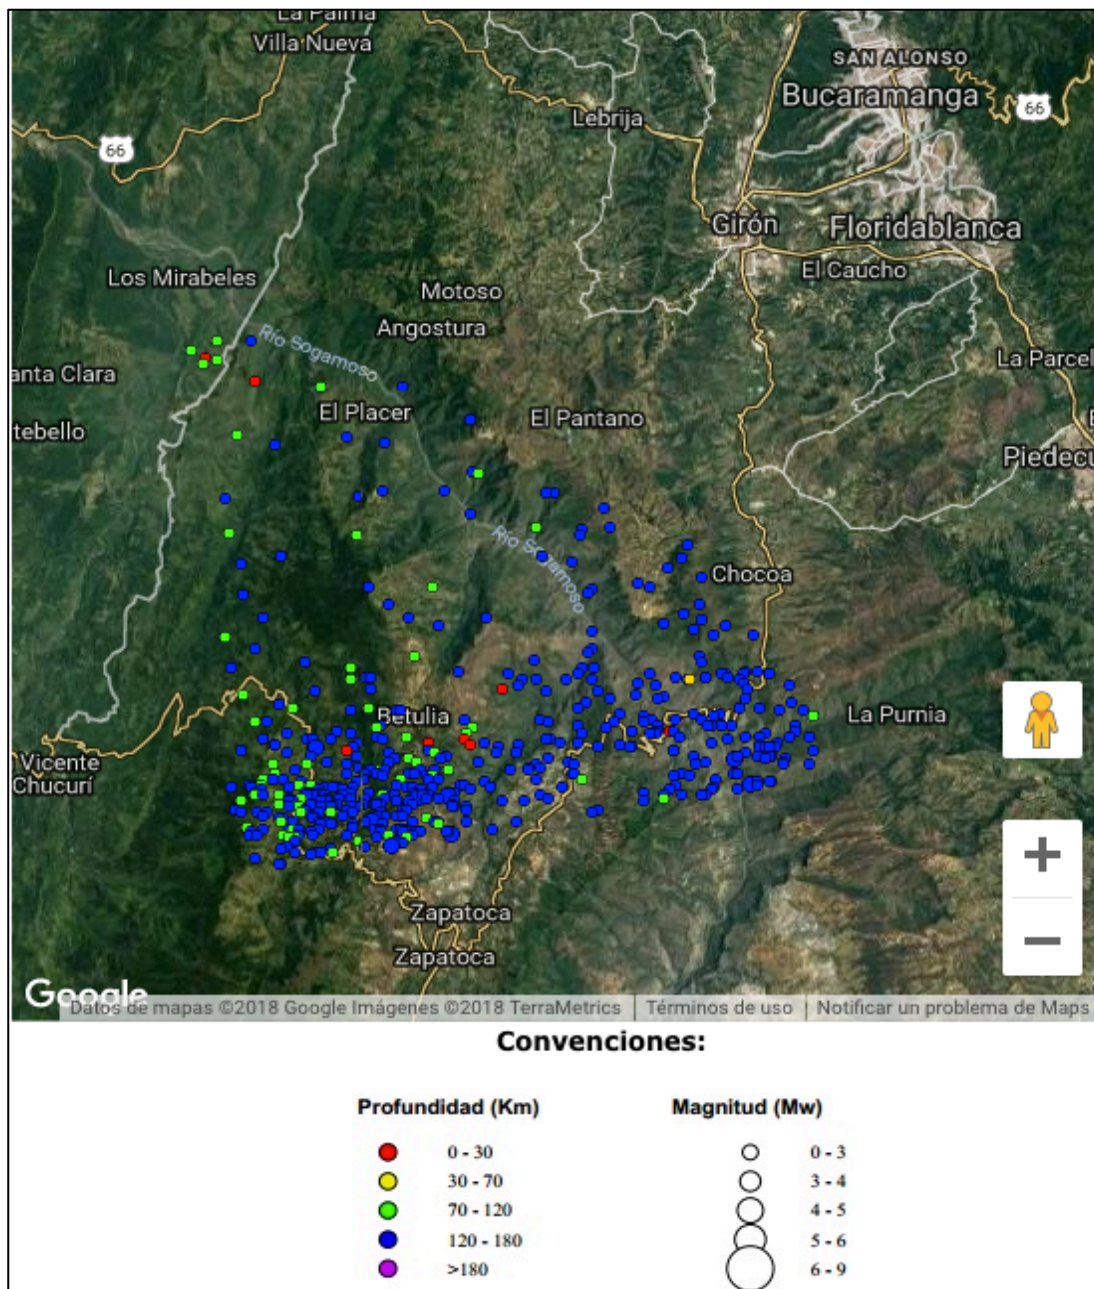 La Palma
Villa Nueva
SAN ALONSO
Bucaramanga
66
66
Lebrija
Girón
Floridablanca
El Caucho
Los Mirabeles
Motoso
Angostura
Río Sogamoso
La Parcel
anta Clara
El Placer
El Pantano
tebello
Piedecu
Río Sogamoso
Chocoa
Betulia
La Purnia
Vicente
Chucurí
Zapatoca
Zapatoca
Google
Datos de mapas ©2018 Google Imágenes ©2018 TerraMetrics
Términos de uso
Notificar un problema de Maps
Convenciones:
Profundidad (Km)
0 - 30
30 - 70
70 - 120
120 - 180
>180
Magnitud (Mw)
0 - 3
3 - 4
4 - 5
5 - 6
6 - 9